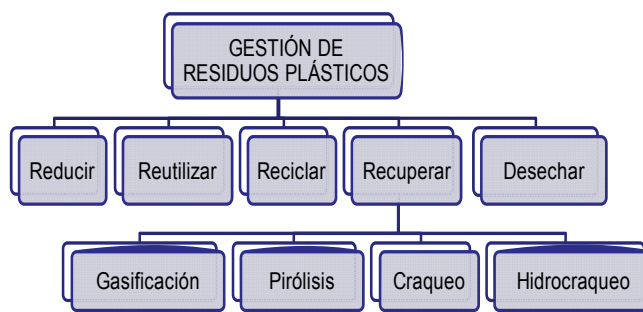 GESTIÓN DE
RESIDUOS PLÁSTICOS
Reducir
Reutilizar
Reciclar
Recuperar
Desechar
Gasificación
Pirólisis
Craqueo
Hidrocraqueo